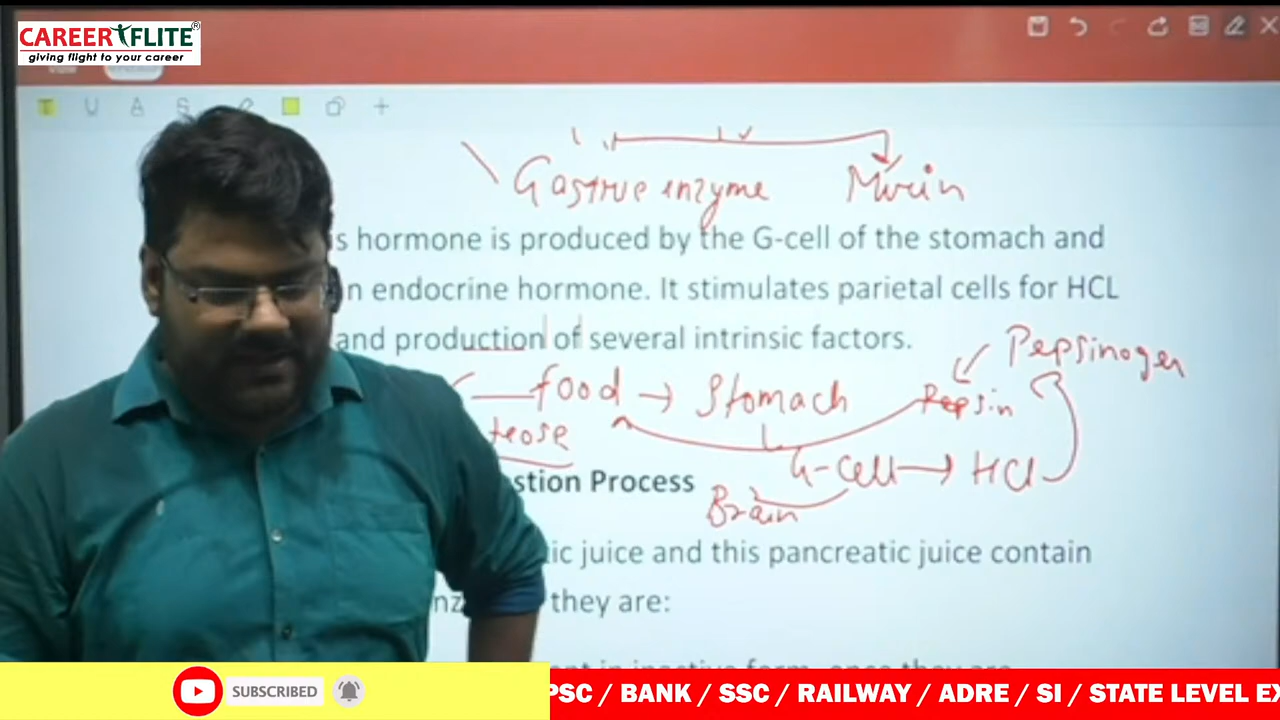 CAREER FLITE®
giving flight to your career
Gastric enzyme Mucin
s hormone is produced by the G-cell of the stomach and
n endocrine hormone. It stimulates parietal cells for HCL
and production of several intrinsic factors.
Pepsinogen
food → Stomach Pepsin
teose
G-Cell → HCl
stion Process
Brain
ic juice and this pancreatic juice contain
nz they are:
SUBSCRIBED
PSC / BANK / SSC / RAILWAY / ADRE / SI / STATE LEVEL EX